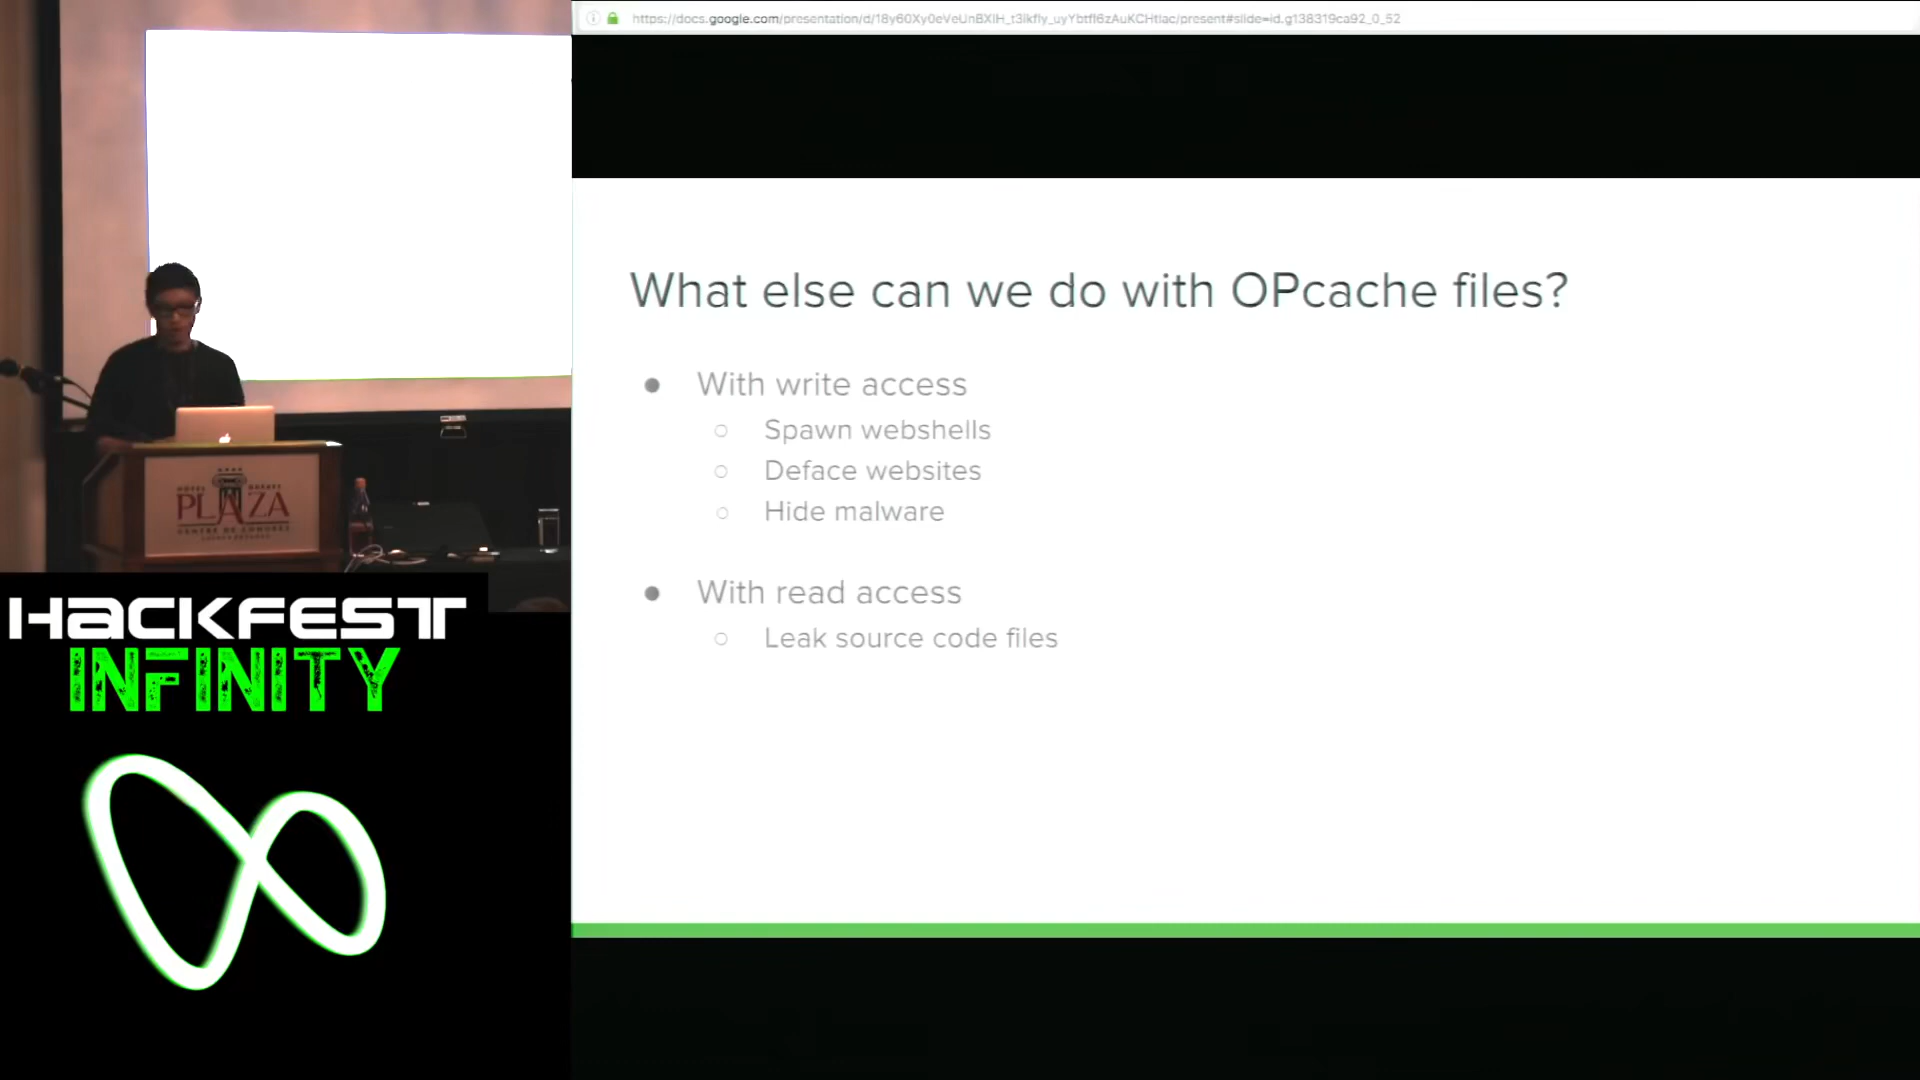 What else can we do with OPcache files?
With write access
Spawn webshells
Deface websites
Hide malware
With read access
Leak source code files
PLAZA
HACKFEST
INFINITY